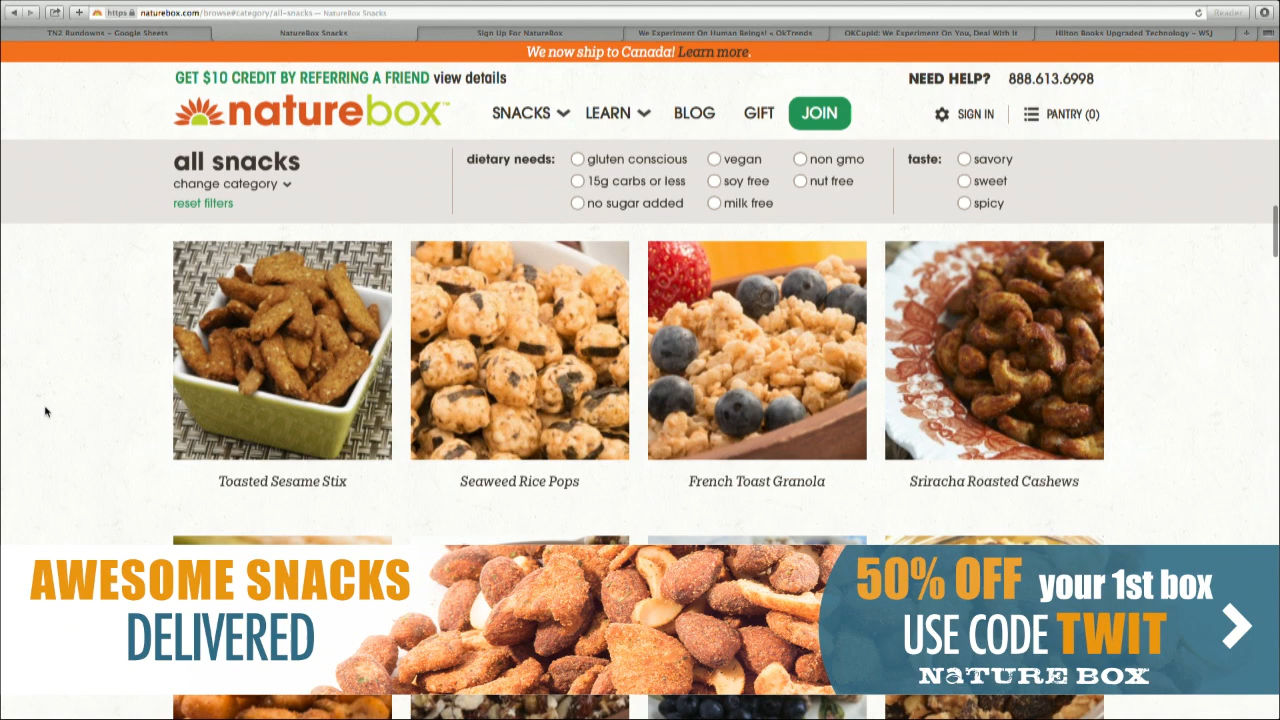 https naturebox.com/browse#category/all-snacks — NatureBox Snacks
Reader
TN2 Rundowns – Google Sheets
NatureBox Snacks
Sign Up For NatureBox
We Experiment On Human Beings! « OkTrends
OKCupid: We Experiment On You, Deal With It
Hilton Books Upgraded Technology – WSJ
We now ship to Canada! Learn more.
GET $10 CREDIT BY REFERRING A FRIEND view details
NEED HELP? 888.613.6998
naturebox™
SNACKS
LEARN
BLOG
GIFT
JOIN
SIGN IN
PANTRY (0)
all snacks
change category
reset filters
dietary needs:
gluten conscious
vegan
non gmo
15g carbs or less
soy free
nut free
no sugar added
milk free
taste:
savory
sweet
spicy
Toasted Sesame Stix
Seaweed Rice Pops
French Toast Granola
Sriracha Roasted Cashews
AWESOME SNACKS
DELIVERED
50% OFF your 1st box
USE CODE TWIT
NATURE BOX